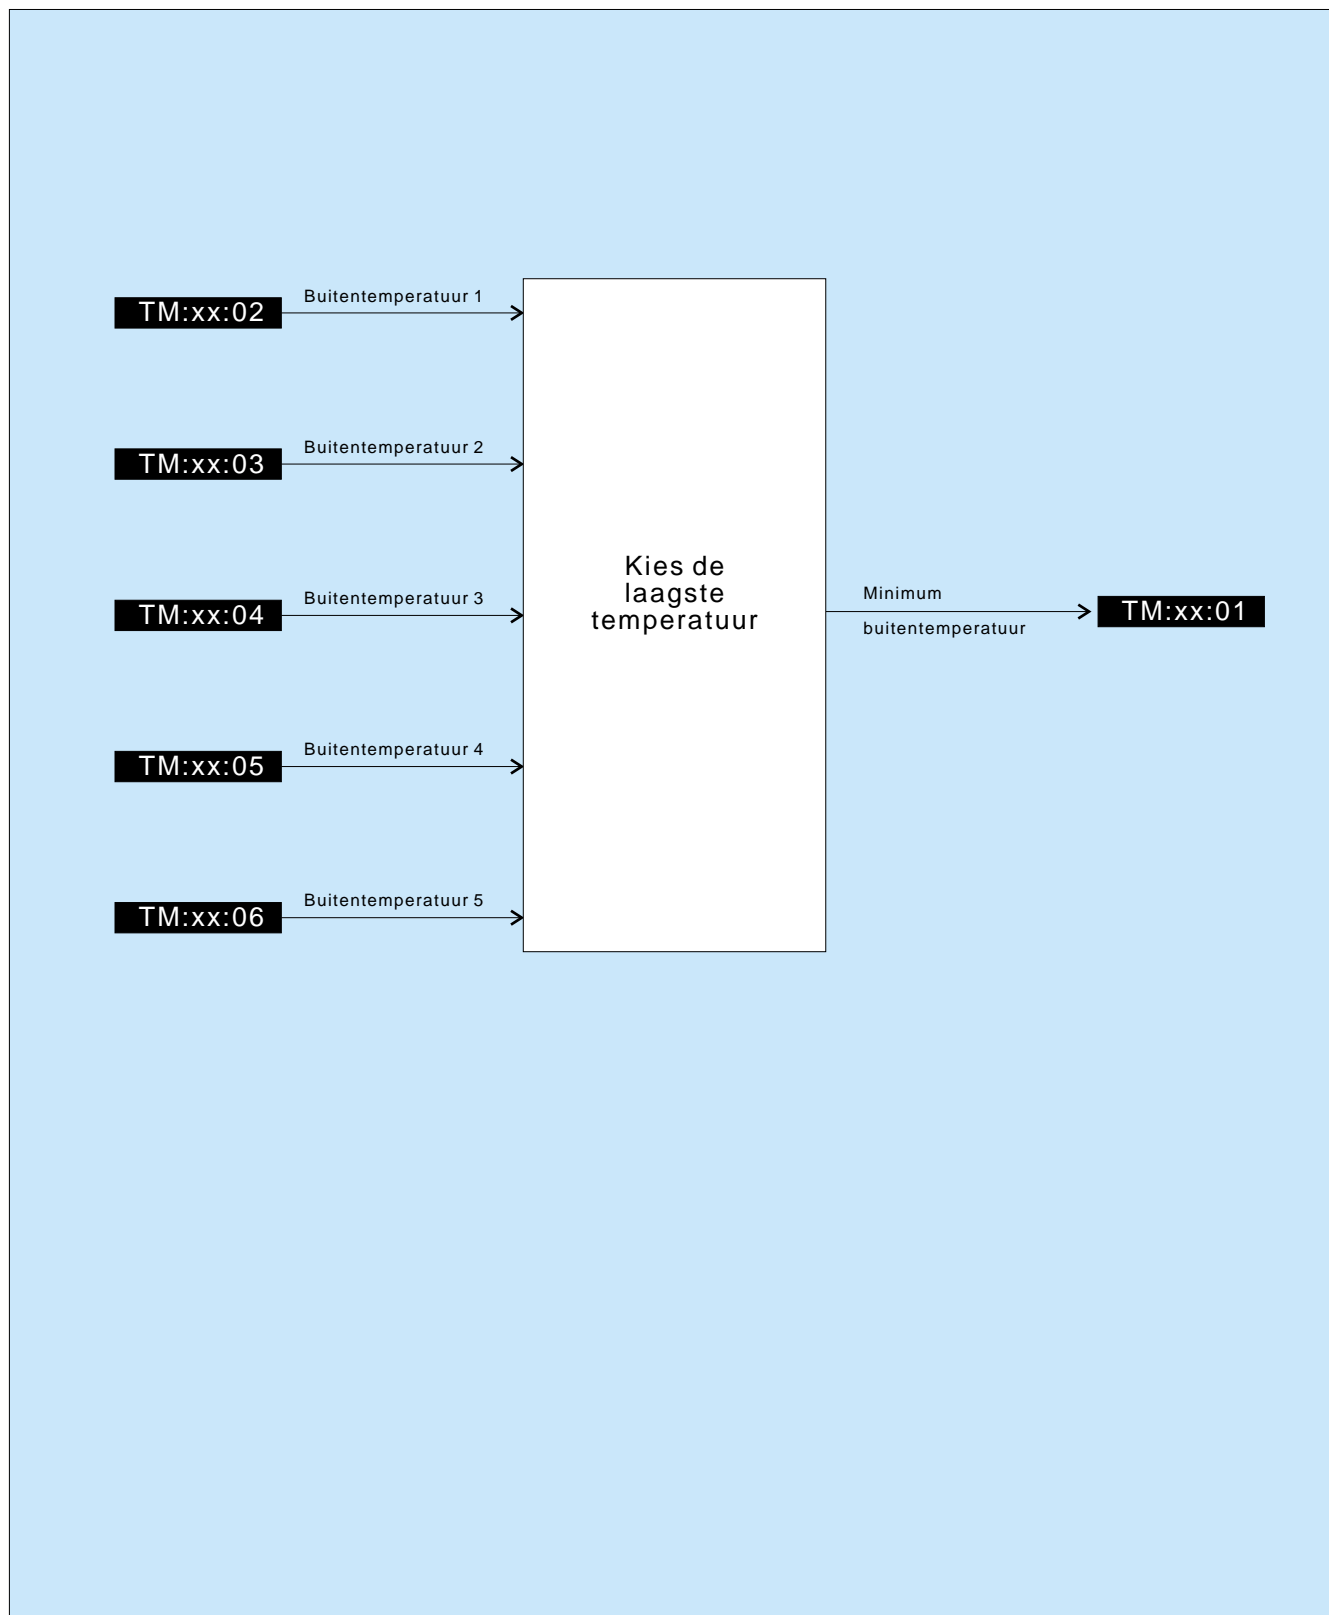 TM:xx:02
Buitentemperatuur 1
TM:xx:03
Buitentemperatuur 2
TM:xx:04
Buitentemperatuur 3
TM:xx:05
Buitentemperatuur 4
TM:xx:06
Buitentemperatuur 5
Kies de
laagste
temperatuur
Minimum
buitentemperatuur
TM:xx:01